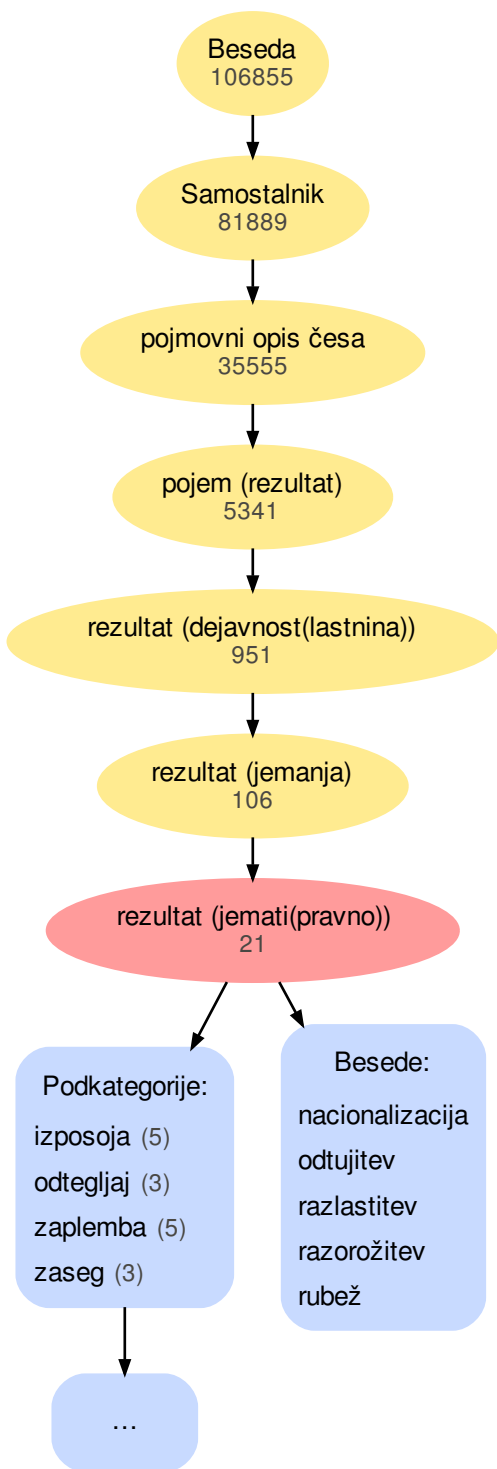 Beseda
106855
Samostalnik
81889
pojmovni opis česa
35555
pojem (rezultat)
5341
rezultat (dejavnost(lastnina))
951
rezultat (jemanja)
106
rezultat (jemati(pravno))
21
Podkategorije:
izposoja (5)
odtegljaj (3)
zaplemba (5)
zaseg (3)
Besede:
nacionalizacija
odtujitev
razlastitev
razorožitev
rubež
...